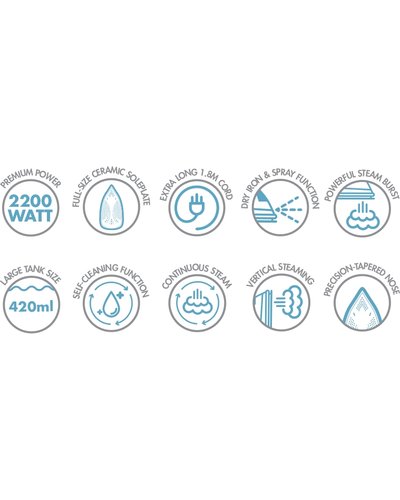 PREMIUM POWER
2200
WATT
FULL-SIZE CERAMIC SOLEPLATE
EXTRA LONG 1.8M CORD
DRY IRON & SPRAY FUNCTION
POWERFUL STEAM BURST
LARGE TANK SIZE
420ml
SELF-CLEANING FUNCTION
CONTINUOUS STEAM
VERTICAL STEAMING
PRECISION-TAPERED NOSE